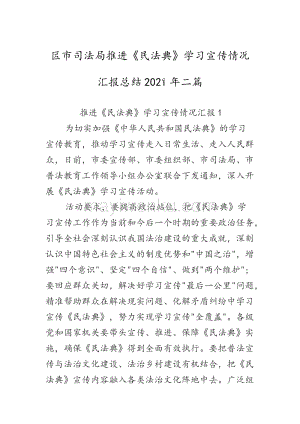 区市司法局推进《民法典》学习宣传情况
汇报总结 2021 年二篇
推进《民法典》学习宣传情况汇报 1
为切实加强《中华人民共和国民法典》的学习
宣传教育，推动学习宣传走入日常生活、走入人民群
众，日前，市委宣传部、市委组织部、市司法局、市
普法教育工作领导小组办公室联合下发通知，深入开
展《民法典》学习宣传活动。
活动要求，要提高政治站位，把《民法典》学
习宣传工作作为当前和今后一个时期的重要政治任务，
引导全社会深刻认识我国法治建设的重大成就，深刻
认识中国特色社会主义的制度优势和"中国之治"，增
强"四个意识"、坚定"四个自信"、做到"两个维护"；
要回应群众关切，解决好学习宣传"最后一公里"问题，
精准帮助群众在解决现实问题、化解矛盾纠纷中学习
宣传《民法典》，努力实现学习宣传"全覆盖"。各级
党和国家机关要带头宣传、推进、保障《民法典》实
施，确保《民法典》得到全面有效执行。要把普法宣
传与法治文化建设、法治乡村建设有机结合，把《民
法典》宣传内容融入各类法治文化阵地中去。广泛组